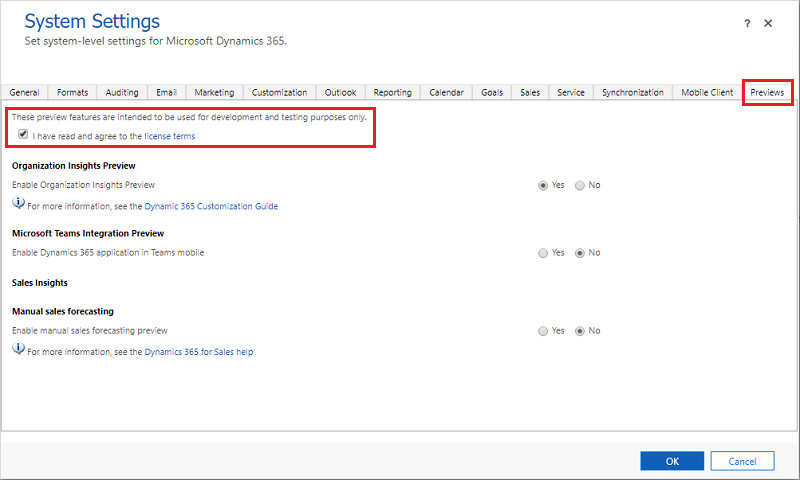 System Settings
Set system-level settings for Microsoft Dynamics 365.
? ✕
General Formats Auditing Email Marketing Customization Outlook Reporting Calendar Goals Sales Service Synchronization Mobile Client Previews
These preview features are intended to be used for development and testing purposes only.
I have read and agree to the license terms
Organization Insights Preview
Enable Organization Insights Preview Yes No
For more information, see the Dynamic 365 Customization Guide
Microsoft Teams Integration Preview
Enable Dynamics 365 application in Teams mobile Yes No
Sales Insights
Manual sales forecasting
Enable manual sales forecasting preview Yes No
For more information, see the Dynamics 365 for Sales help
OK Cancel